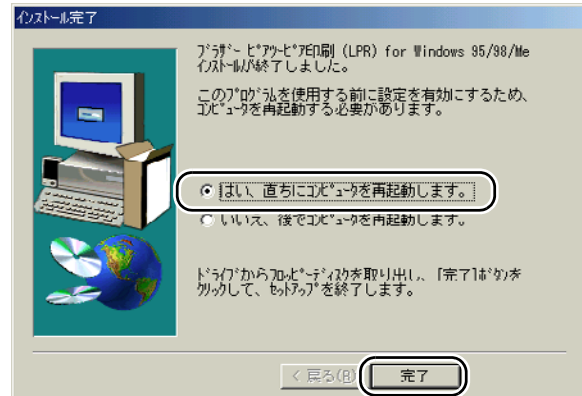 インストール完了
ブラザー ピアツーピア印刷 (LPR) for Windows 95/98/Me
インストールが終了しました。
このプログラムを使用する前に設定を有効にするため、
コンピュータを再起動する必要があります。
はい、直ちにコンピュータを再起動します。
いいえ、後でコンピュータを再起動します。
ドライブからフロッピーディスクを取り出し、「完了」ボタンを
クリックして、セットアップを終了します。
< 戻る(B)
完了